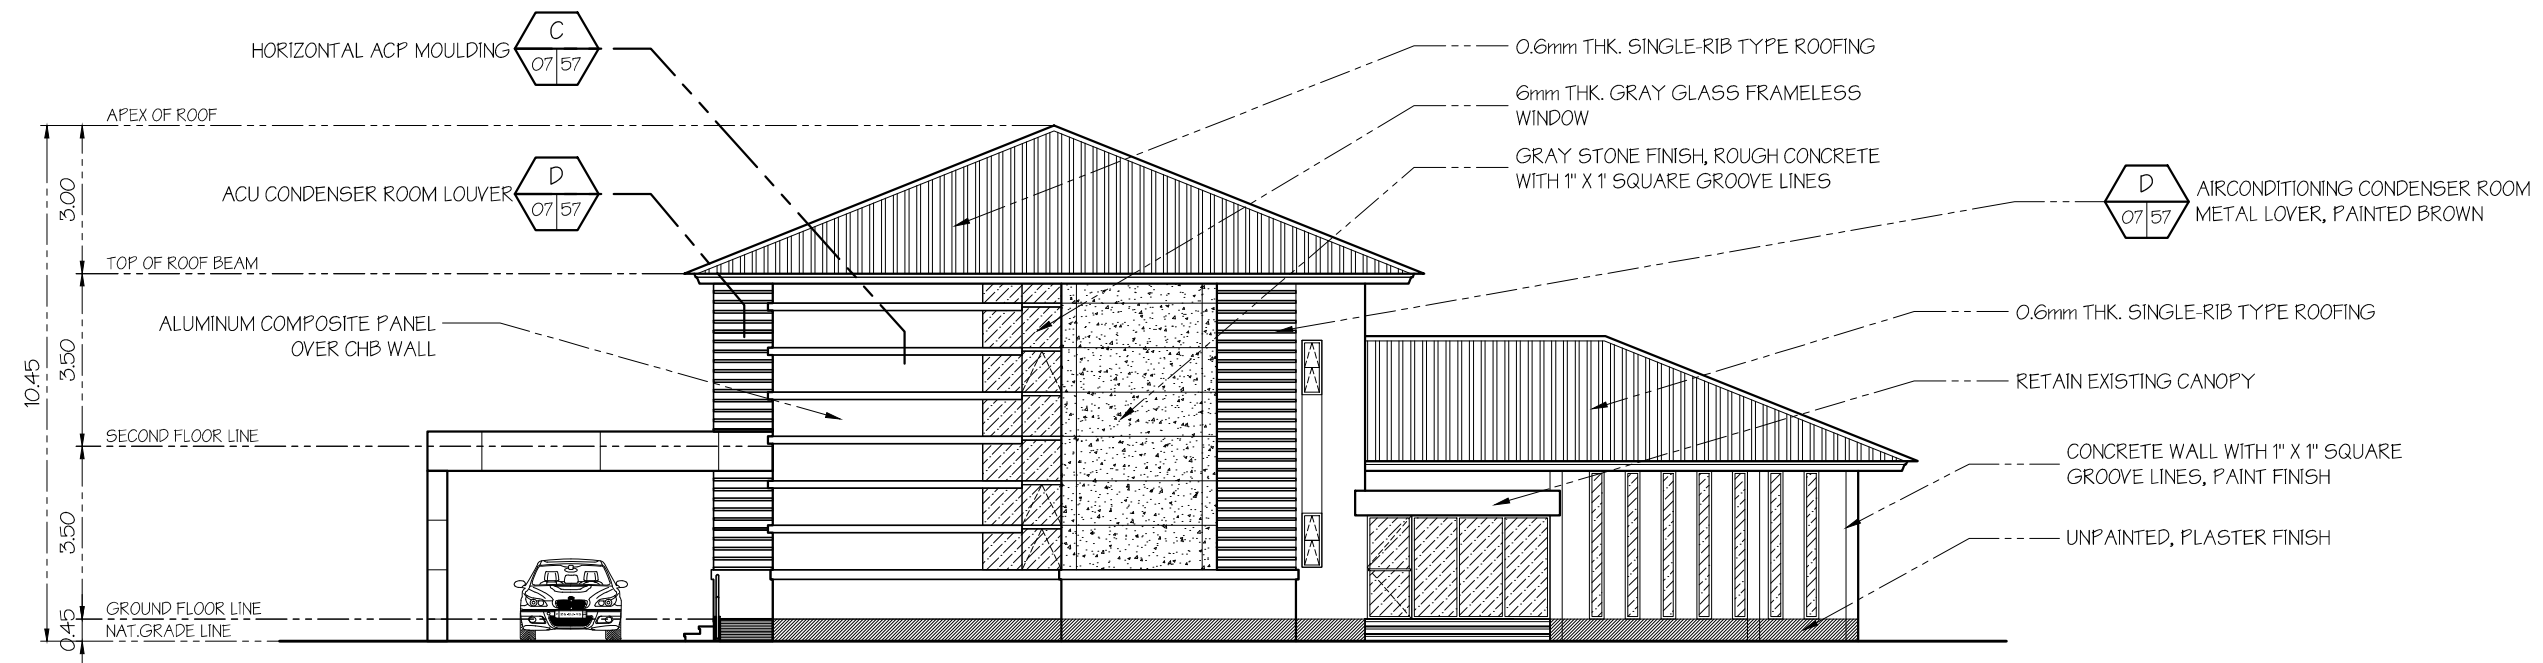 C
HORIZONTAL ACP MOULDING
07 57
APEX OF ROOF
D
ACU CONDENSER ROOM LOUVER
07 57
TOP OF ROOF BEAM
ALUMINUM COMPOSITE PANEL
OVER CHB WALL
SECOND FLOOR LINE
GROUND FLOOR LINE
NAT.GRADE LINE
10.45
3.00
3.50
3.50
0.45
0.6mm THK. SINGLE-RIB TYPE ROOFING
6mm THK. GRAY GLASS FRAMELESS
WINDOW
GRAY STONE FINISH, ROUGH CONCRETE
WITH 1" X 1' SQUARE GROOVE LINES
D
07 57
AIRCONDITIONING CONDENSER ROOM
METAL LOVER, PAINTED BROWN
0.6mm THK. SINGLE-RIB TYPE ROOFING
RETAIN EXISTING CANOPY
CONCRETE WALL WITH 1" X 1" SQUARE
GROOVE LINES, PAINT FINISH
UNPAINTED, PLASTER FINISH